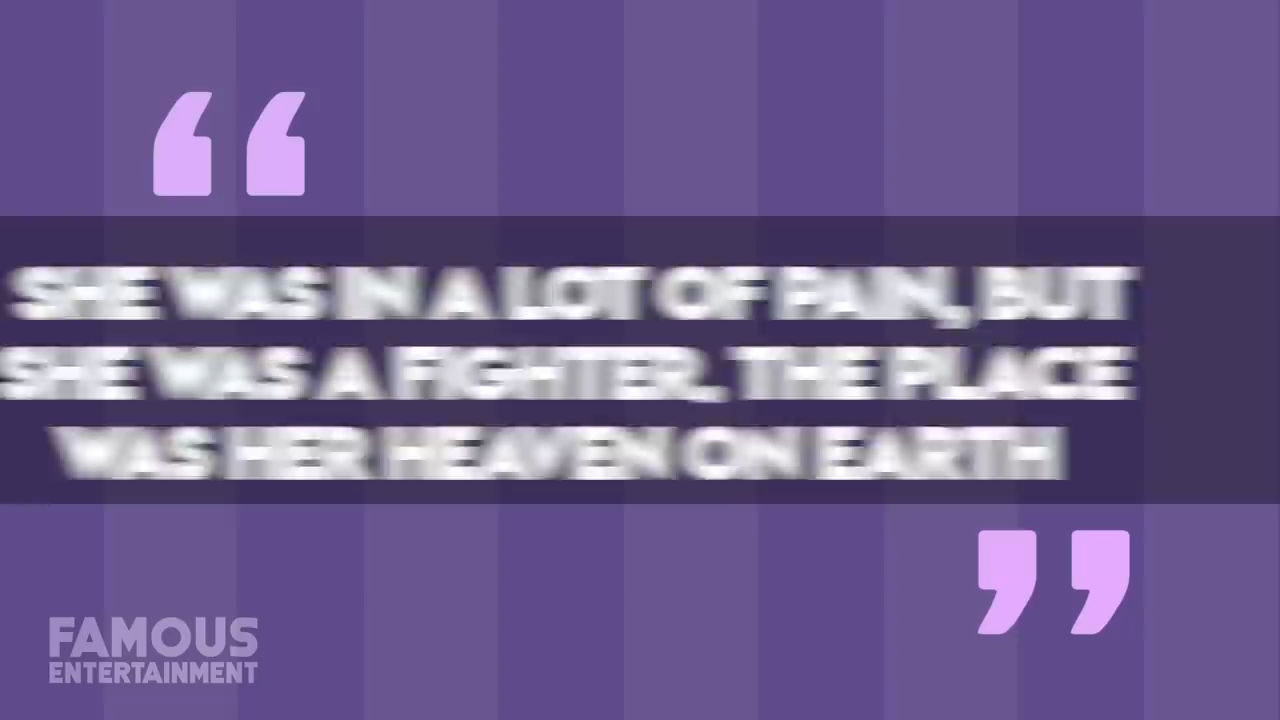 SHE WAS IN A LOT OF PAIN, BUT
SHE WAS A FIGHTER. THE PLACE
WAS HER HEAVEN ON EARTH
FAMOUS
ENTERTAINMENT